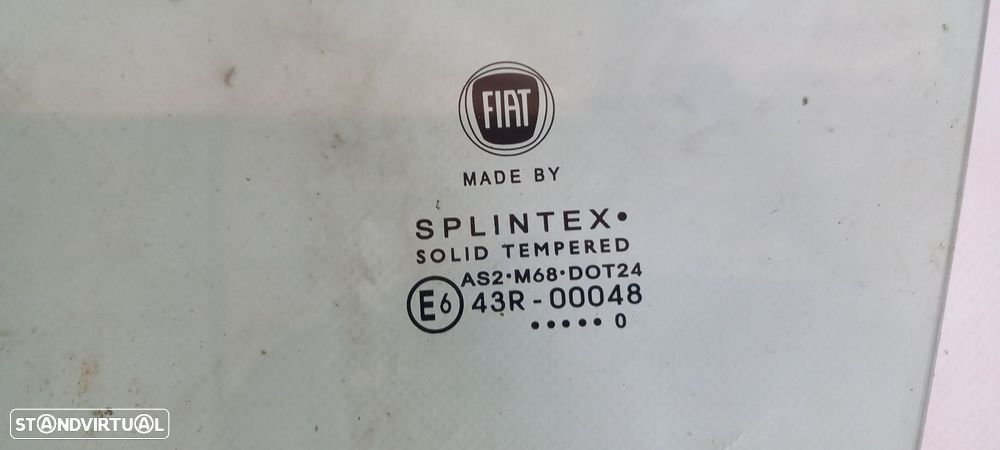 FIAT
MADE BY
SPLINTEX•
SOLID TEMPERED
AS2•M68•DOT24
E6 43R-00048
••••• 0
STANDVIRTUAL